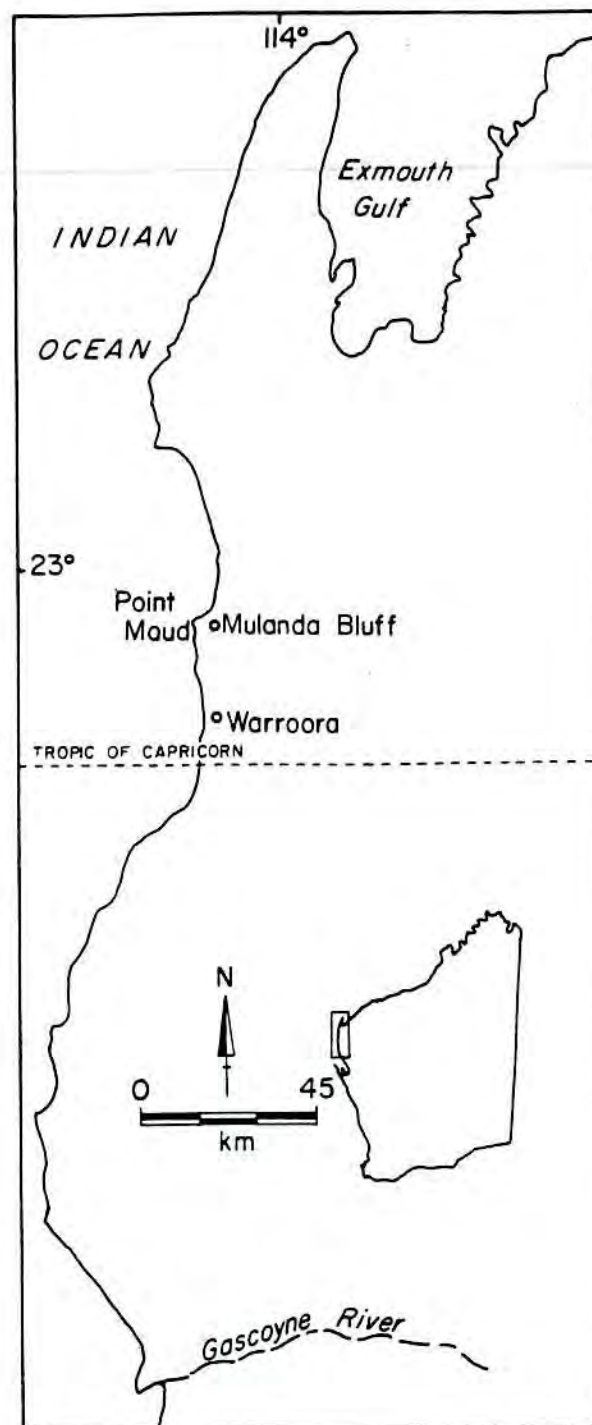 114°
Exmouth
Gulf
INDIAN
OCEAN
23°
Point
Maud
Mulanda Bluff
Warroora
TROPIC OF CAPRICORN
N
0 45
km
Gascoyne River